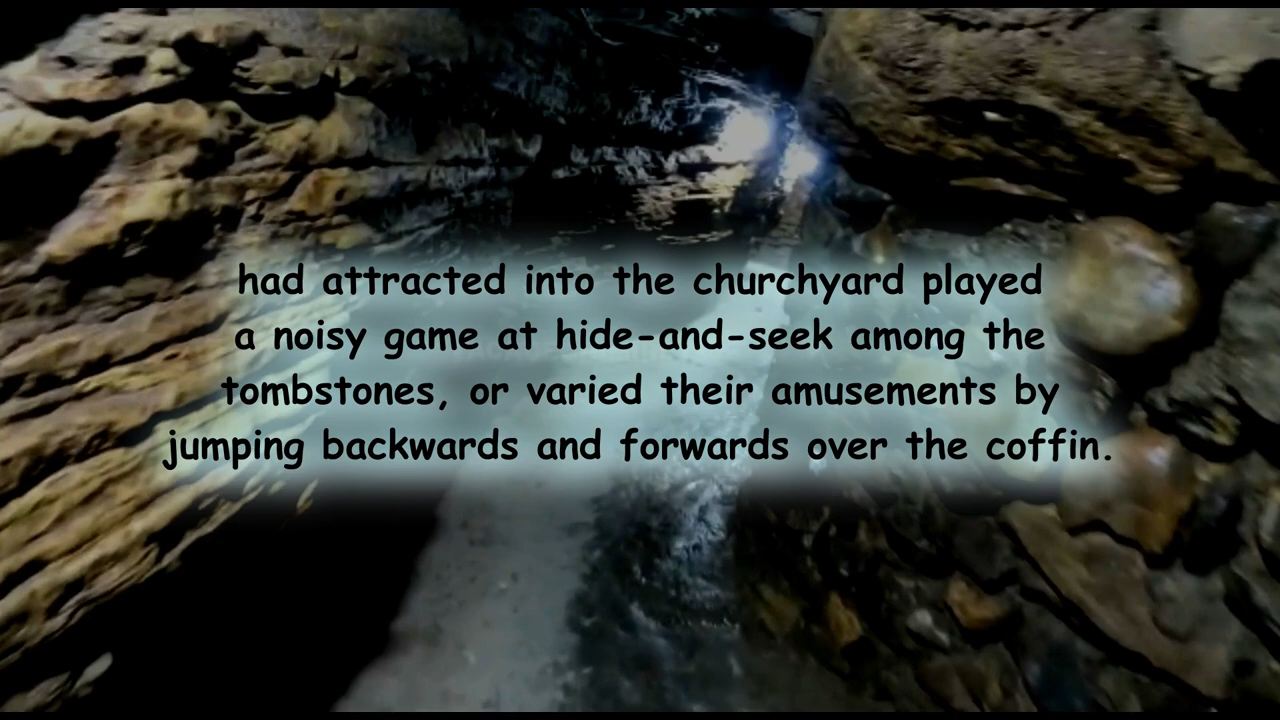 had attracted into the churchyard played
a noisy game at hide-and-seek among the
tombstones, or varied their amusements by
jumping backwards and forwards over the coffin.